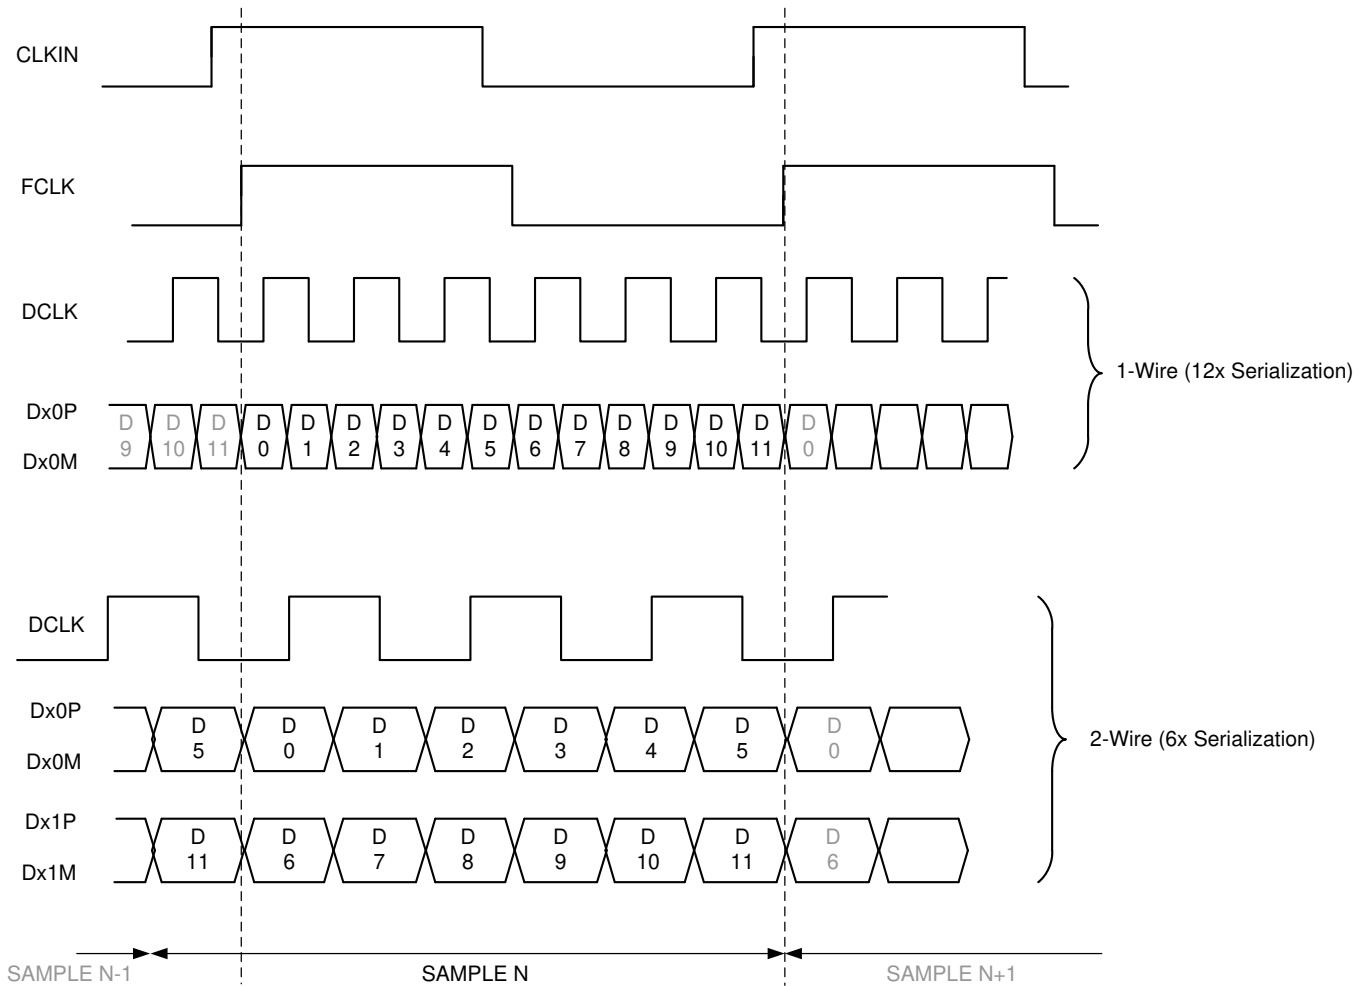 CLKIN
FCLK
DCLK
1-Wire (12x Serialization)
Dx0P
D D D D D D D D D D D D D D D D
9 10 11 0 1 2 3 4 5 6 7 8 9 10 11 0
Dx0M
DCLK
Dx0P
D D D D D D D D
5 0 1 2 3 4 5 0
Dx0M
2-Wire (6x Serialization)
Dx1P
D D D D D D D D
11 6 7 8 9 10 11 6
Dx1M
SAMPLE N-1 SAMPLE N SAMPLE N+1